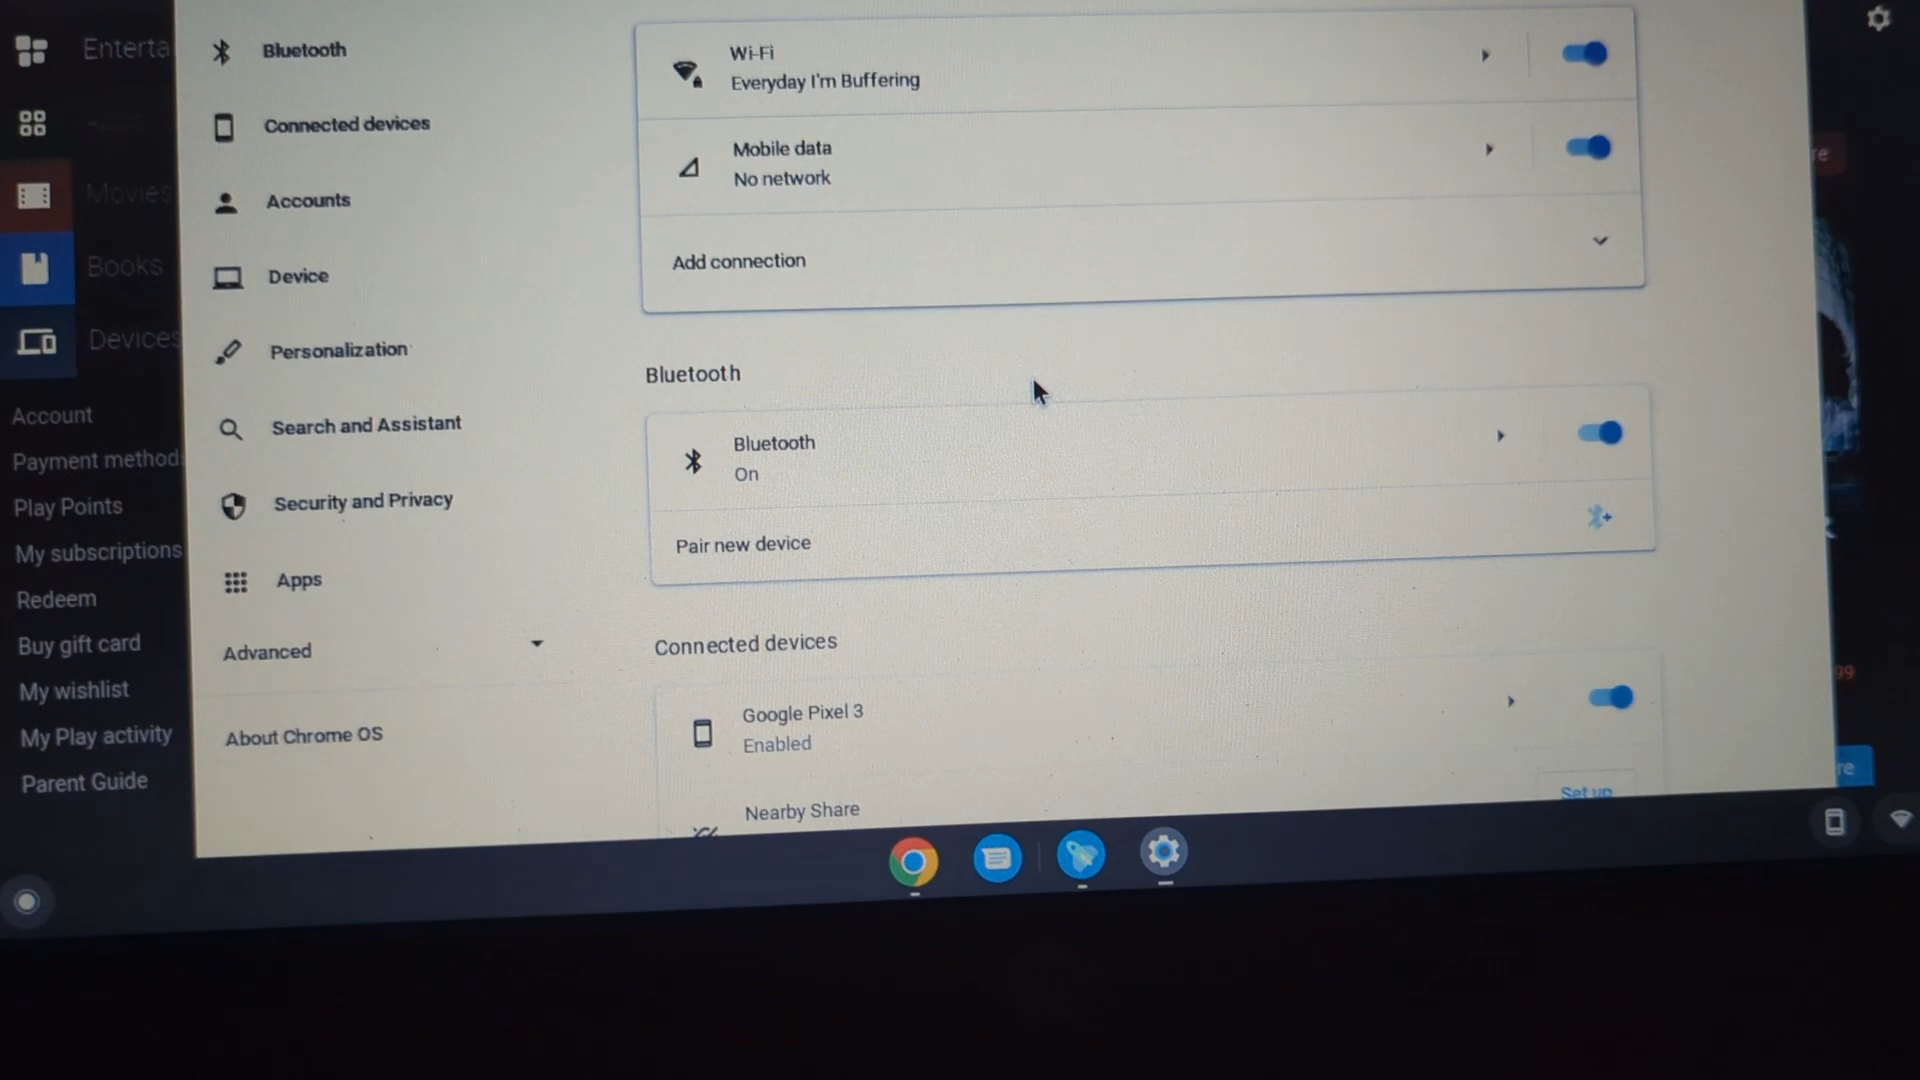 Enterta
Movies
Books
Devices
Account
Payment method
Play Points
My subscriptions
Redeem
Buy gift card
My wishlist
My Play activity
Parent Guide
Bluetooth
Connected devices
Accounts
Device
Personalization
Search and Assistant
Security and Privacy
Apps
Advanced
About Chrome OS
Wi-Fi
Everyday I'm Buffering
Mobile data
No network
Add connection
Bluetooth
Bluetooth
On
Pair new device
Connected devices
Google Pixel 3
Enabled
Nearby Share
Set up
re
99
re